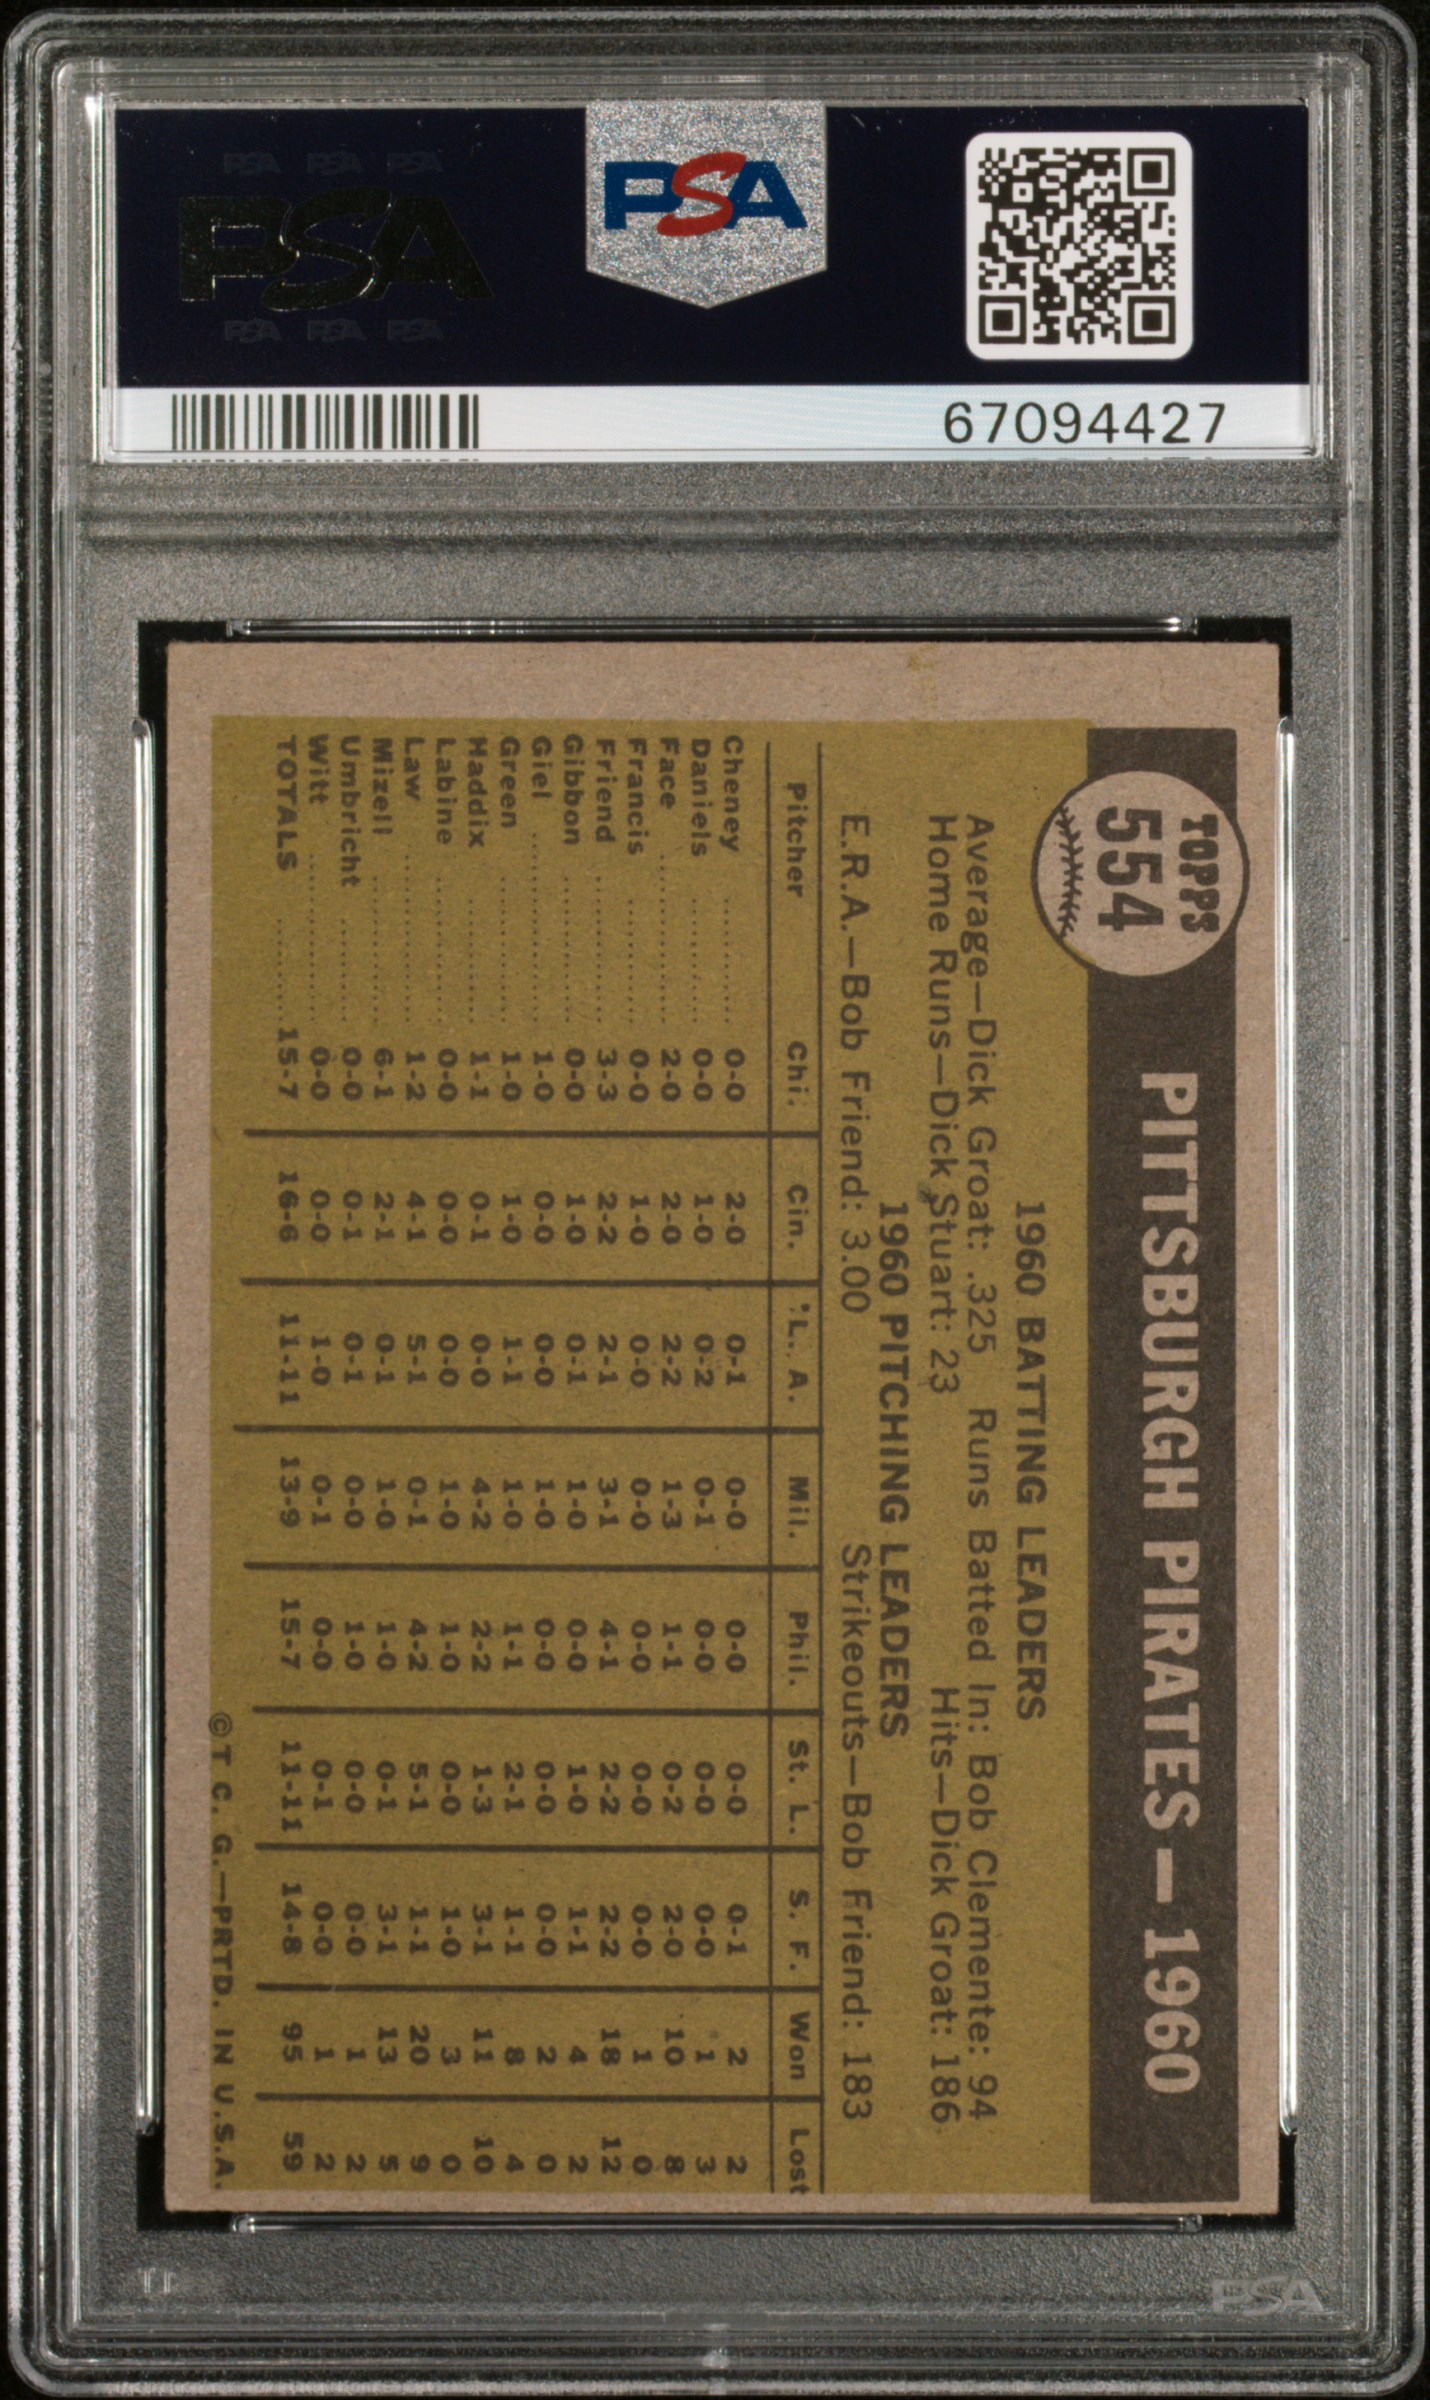 PSA PSA PSA
PSA
PSA PSA PSA
PSA
67094427
TOPPS
554
PITTSBURGH PIRATES — 1960
1960 BATTING LEADERS
Average—Dick Groat: .325 Runs Batted In: Bob Clemente: 94
Home Runs—Dick Stuart: 23 Hits—Dick Groat: 186
1960 PITCHING LEADERS
E.R.A.—Bob Friend: 3.00 Strikeouts—Bob Friend: 183
Pitcher Chi. Cin. L. A. Mil. Phil. St. L. S. F. Won Lost
Cheney .......... 0-0 2-0 0-1 0-0 0-0 0-0 0-1 2 2
Daniels .......... 0-0 1-0 0-2 0-1 0-0 0-0 0-0 1 3
Face .......... 2-0 2-0 2-2 1-3 1-1 0-2 2-0 10 8
Francis .......... 0-0 1-0 0-0 0-0 0-0 0-0 0-0 1 0
Friend .......... 3-3 2-2 2-1 3-1 4-1 2-2 2-2 18 12
Gibbon .......... 0-0 1-0 0-1 1-0 0-0 1-0 1-1 4 2
Giel .......... 1-0 0-0 0-0 1-0 0-0 0-0 0-0 2 0
Green .......... 1-0 1-0 1-1 1-0 1-1 2-1 1-1 8 4
Haddix .......... 1-1 0-1 0-0 4-2 2-2 1-3 3-1 11 10
Labine .......... 0-0 0-0 0-0 1-0 1-0 0-0 1-0 3 0
Law .......... 1-2 4-1 5-1 0-1 4-2 5-1 1-1 20 9
Mizell .......... 6-1 2-1 0-1 1-0 1-0 0-1 3-1 13 5
Umbricht .......... 0-0 0-1 0-1 0-0 1-0 0-0 0-0 1 2
Witt .......... 0-0 0-0 1-0 0-1 0-0 0-1 0-0 1 2
TOTALS .......... 15-7 16-6 11-11 13-9 15-7 11-11 14-8 95 59
©T. C. G.—PRTD. IN U.S.A.
PSA